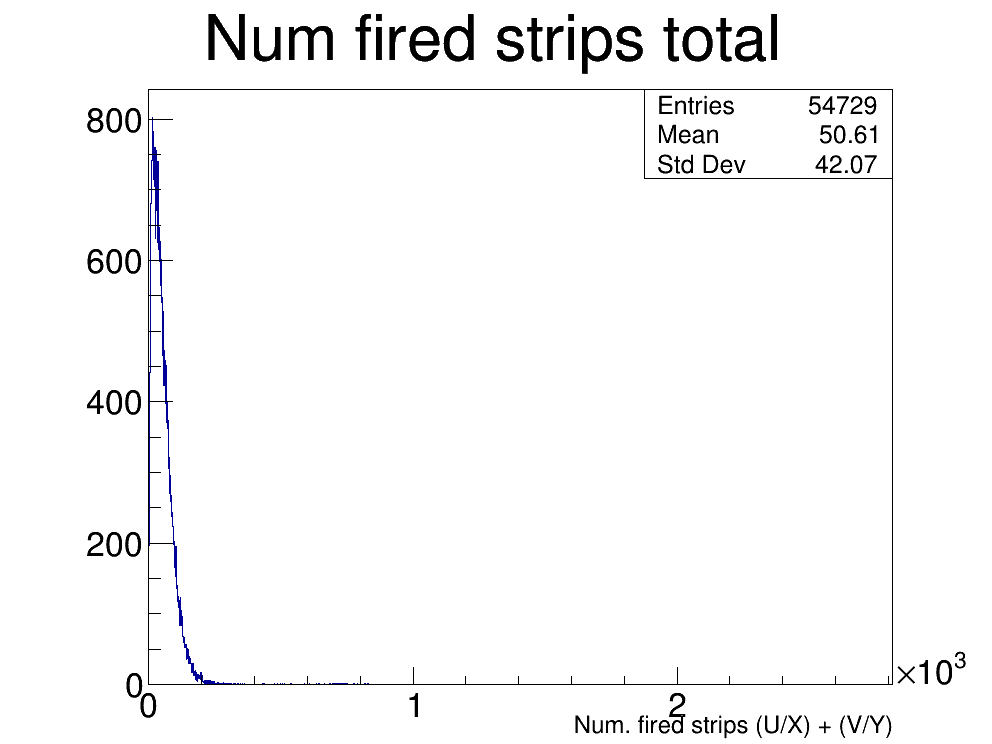 Num fired strips total
Entries 54729
Mean 50.61
Std Dev 42.07
800
600
400
200
0
0 1 2 ×10³
Num. fired strips (U/X) + (V/Y)